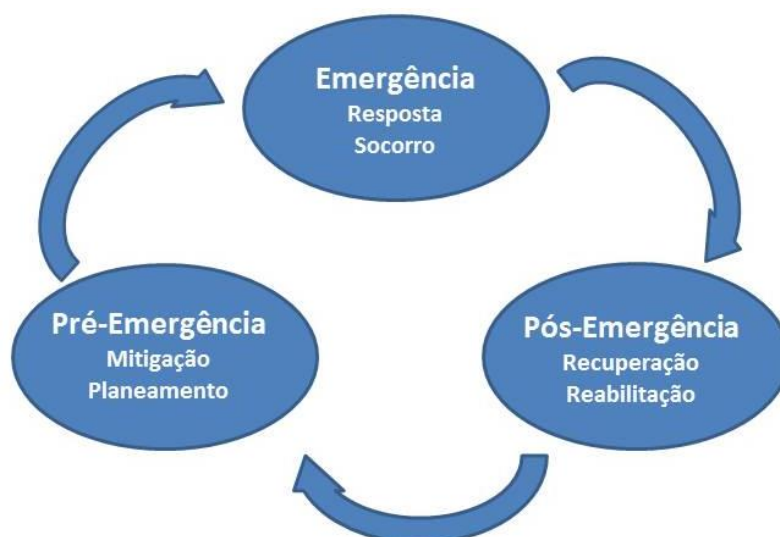 Emergência
Resposta
Socorro
Pré-Emergência
Mitigação
Planeamento
Pós-Emergência
Recuperação
Reabilitação